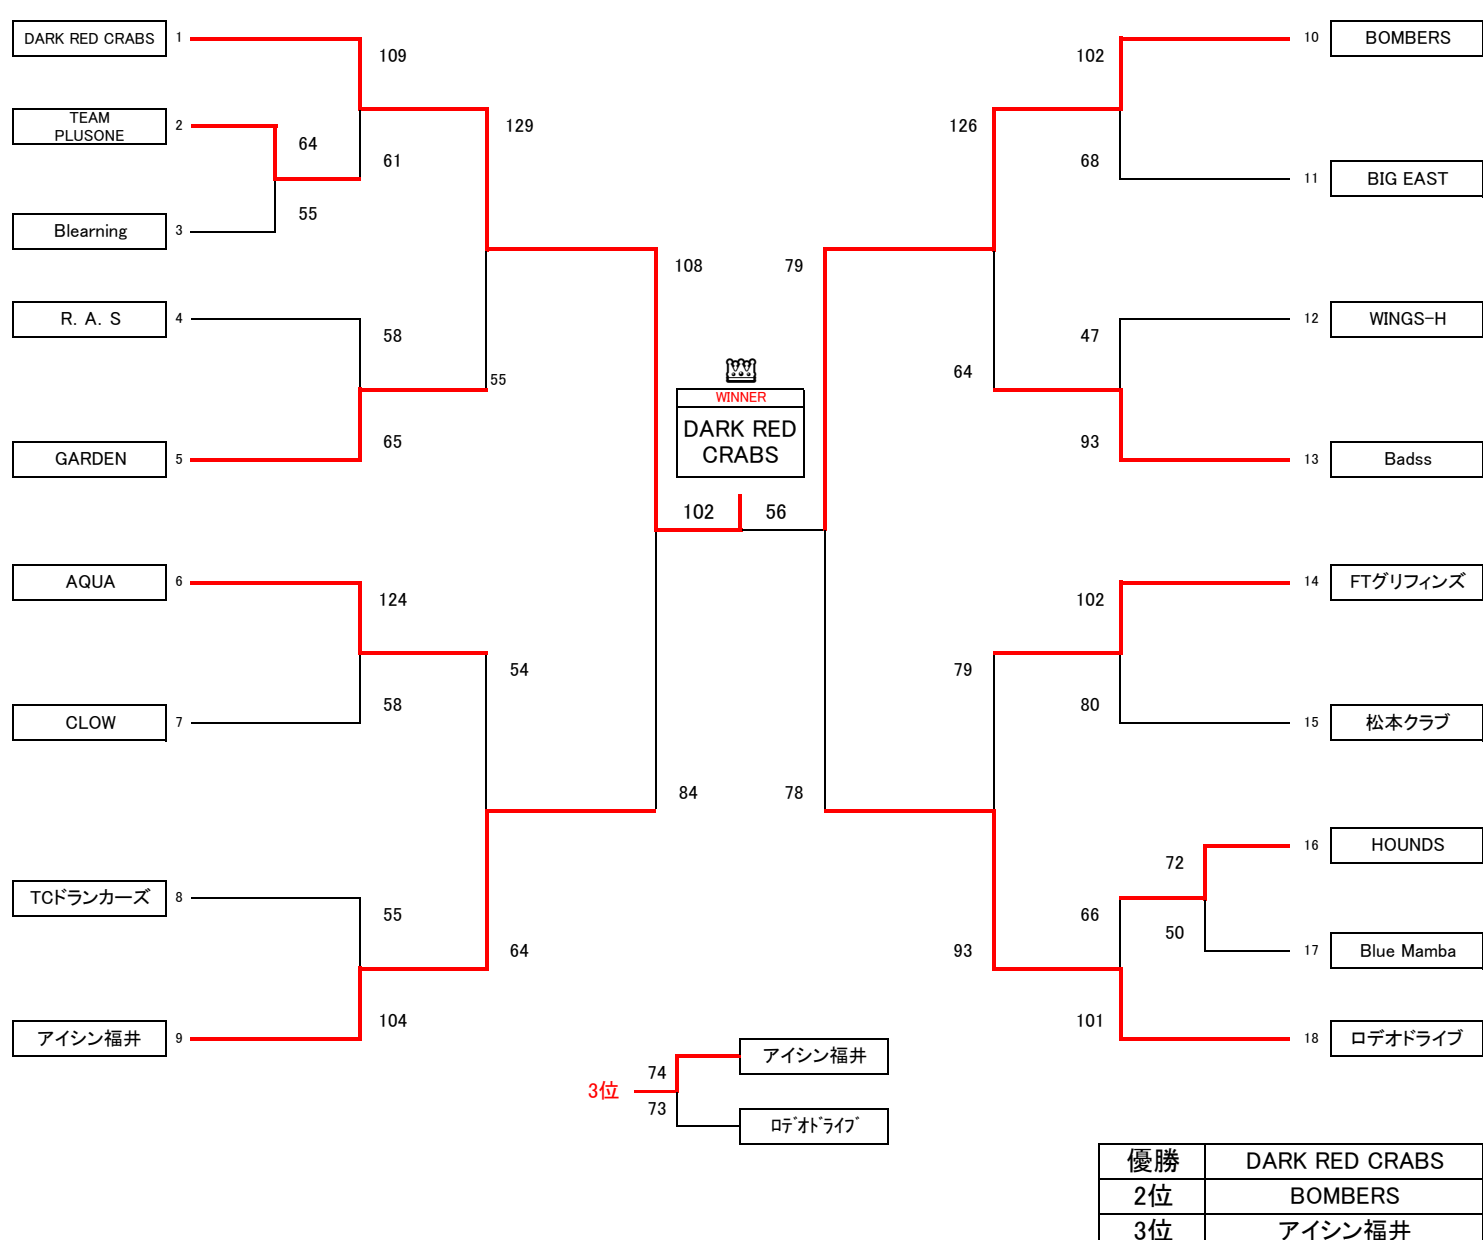 DARK RED CRABS 1
109
TEAM
PLUSONE 2
64
61
129
Blearning 3
55
R. A. S 4
58
55
GARDEN 5
65
108
AQUA 6
124
54
CLOW 7
58
84
TCドランカーズ 8
55
64
アイシン福井 9
104
WINNER
DARK RED
CRABS
102 56
10 BOMBERS
102
126
68
11 BIG EAST
79
12 WINGS-H
47
64
93
13 Badss
14 FTグリフィンズ
102
79
80
15 松本クラブ
78
16 HOUNDS
72
66
50
17 Blue Mamba
93
101
18 ロデオドライブ
アイシン福井
74
3位
73
ロデオドライブ
優勝 DARK RED CRABS
2位 BOMBERS
3位 アイシン福井